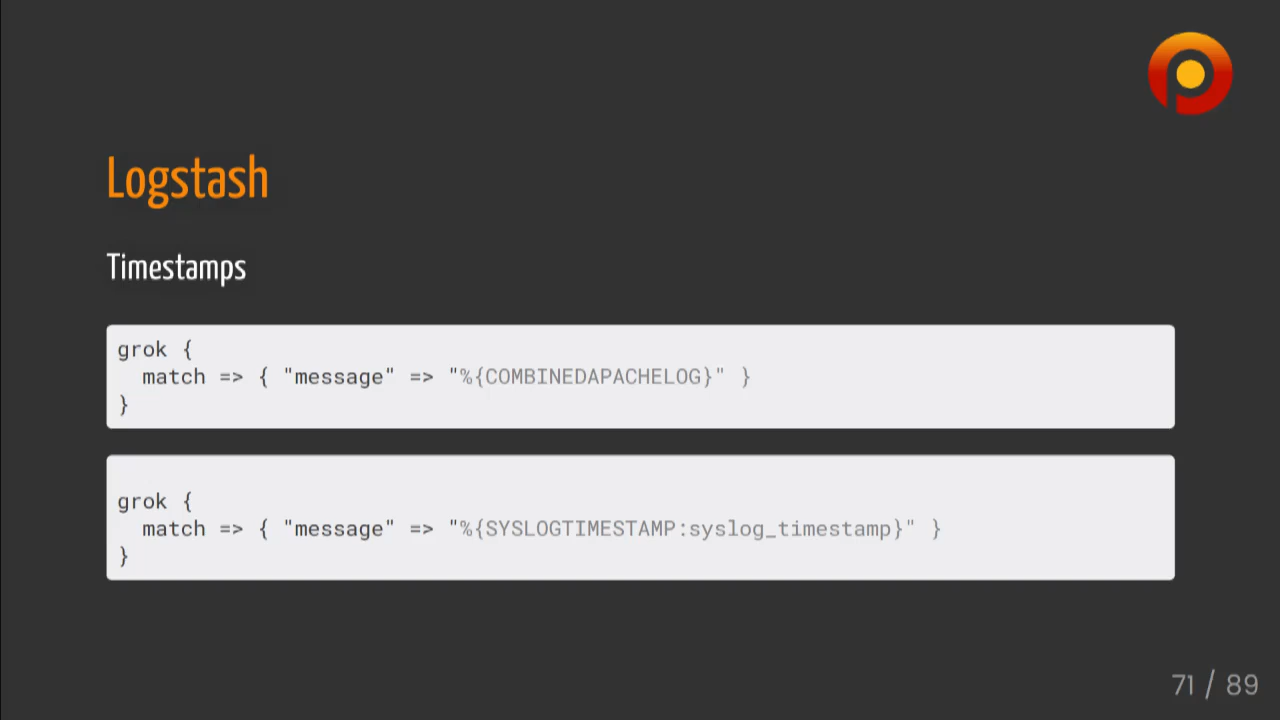 Logstash
Timestamps
grok {
  match => { "message" => "%{COMBINEDAPACHELOG}" }
}
grok {
  match => { "message" => "%{SYSLOGTIMESTAMP:syslog_timestamp}" }
}
71 / 89